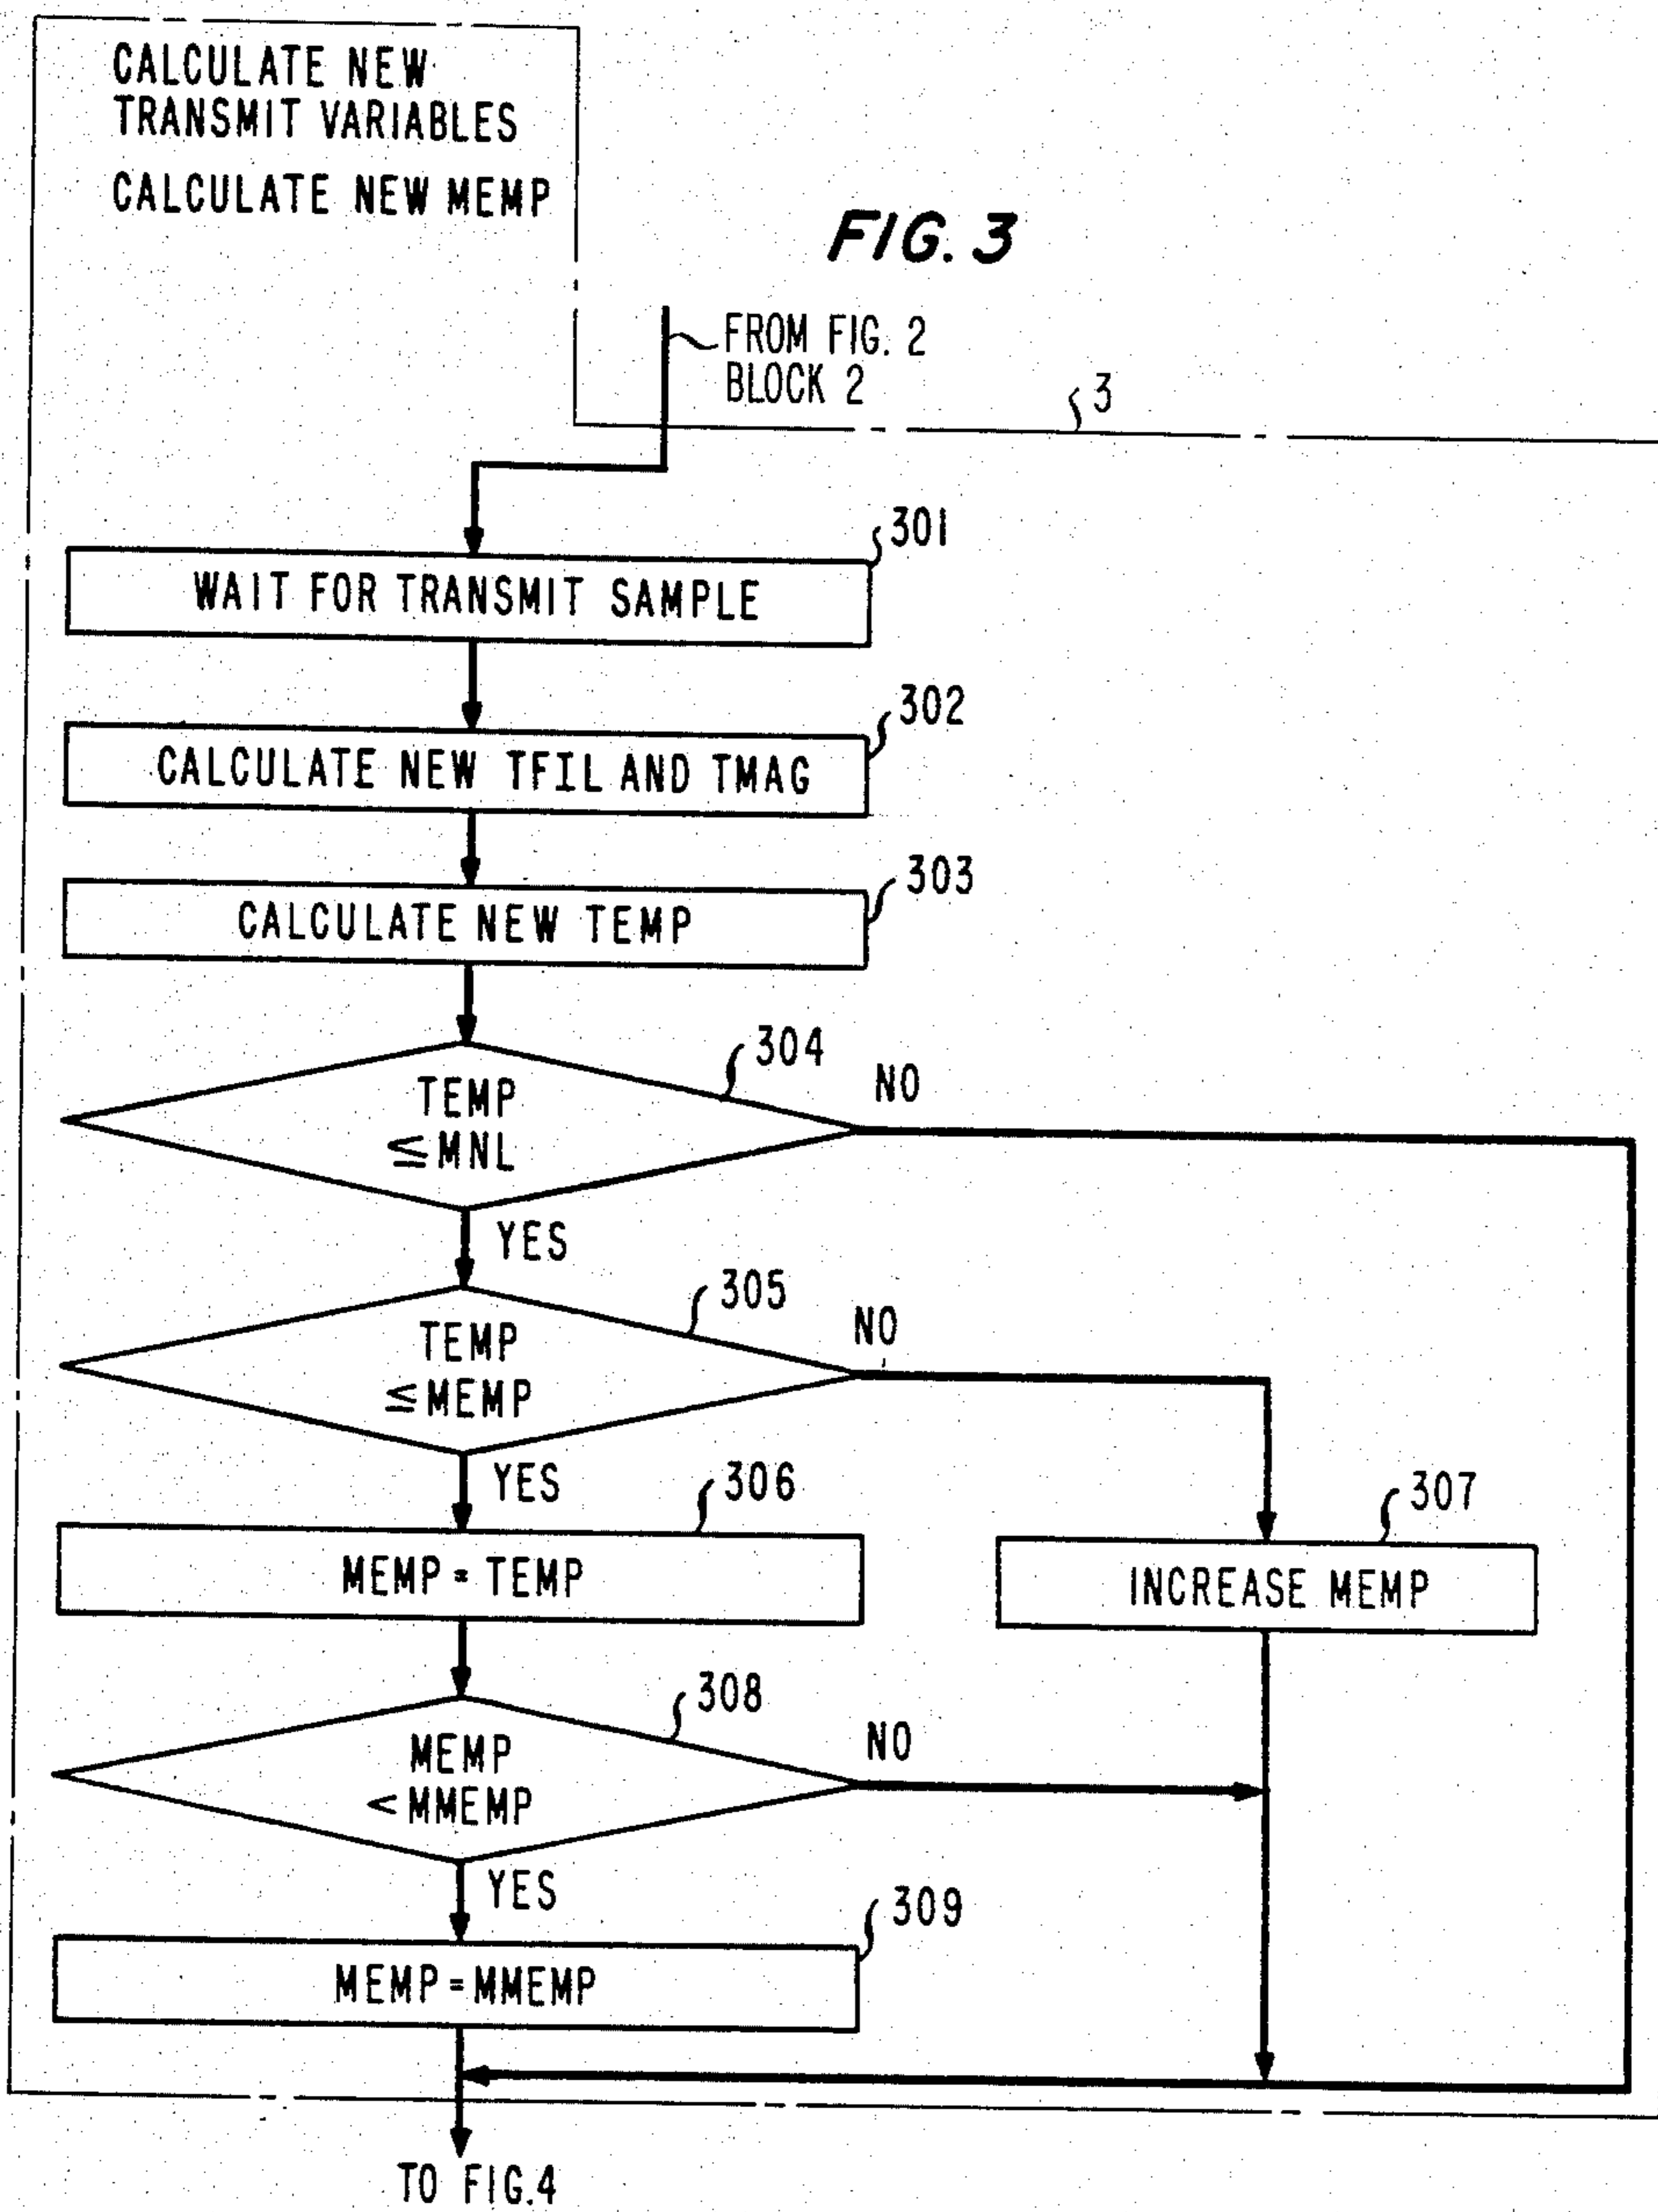 CALCULATE NEW
TRANSMIT VARIABLES
CALCULATE NEW MEMP
FIG. 3
FROM FIG. 2
BLOCK 2
3
301
WAIT FOR TRANSMIT SAMPLE
302
CALCULATE NEW TFIL AND TMAG
303
CALCULATE NEW TEMP
304
NO
TEMP
≦MNL
YES
305
NO
TEMP
≤MEMP
YES
306
307
MEMP = TEMP
INCREASE MEMP
308
NO
MEMP
<MMEMP
YES
309
MEMP=MMEMP
TO FIG.4